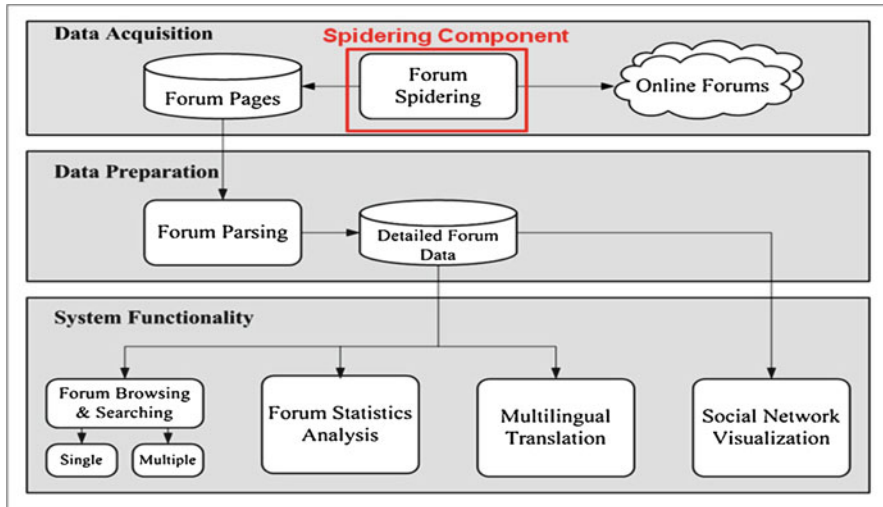 Data Acquisition
Spidering Component
Forum Pages
Forum
Spidering
Online Forums
Data Preparation
Forum Parsing
Detailed Forum
Data
System Functionality
Forum Browsing
& Searching
Single
Multiple
Forum Statistics
Analysis
Multilingual
Translation
Social Network
Visualization